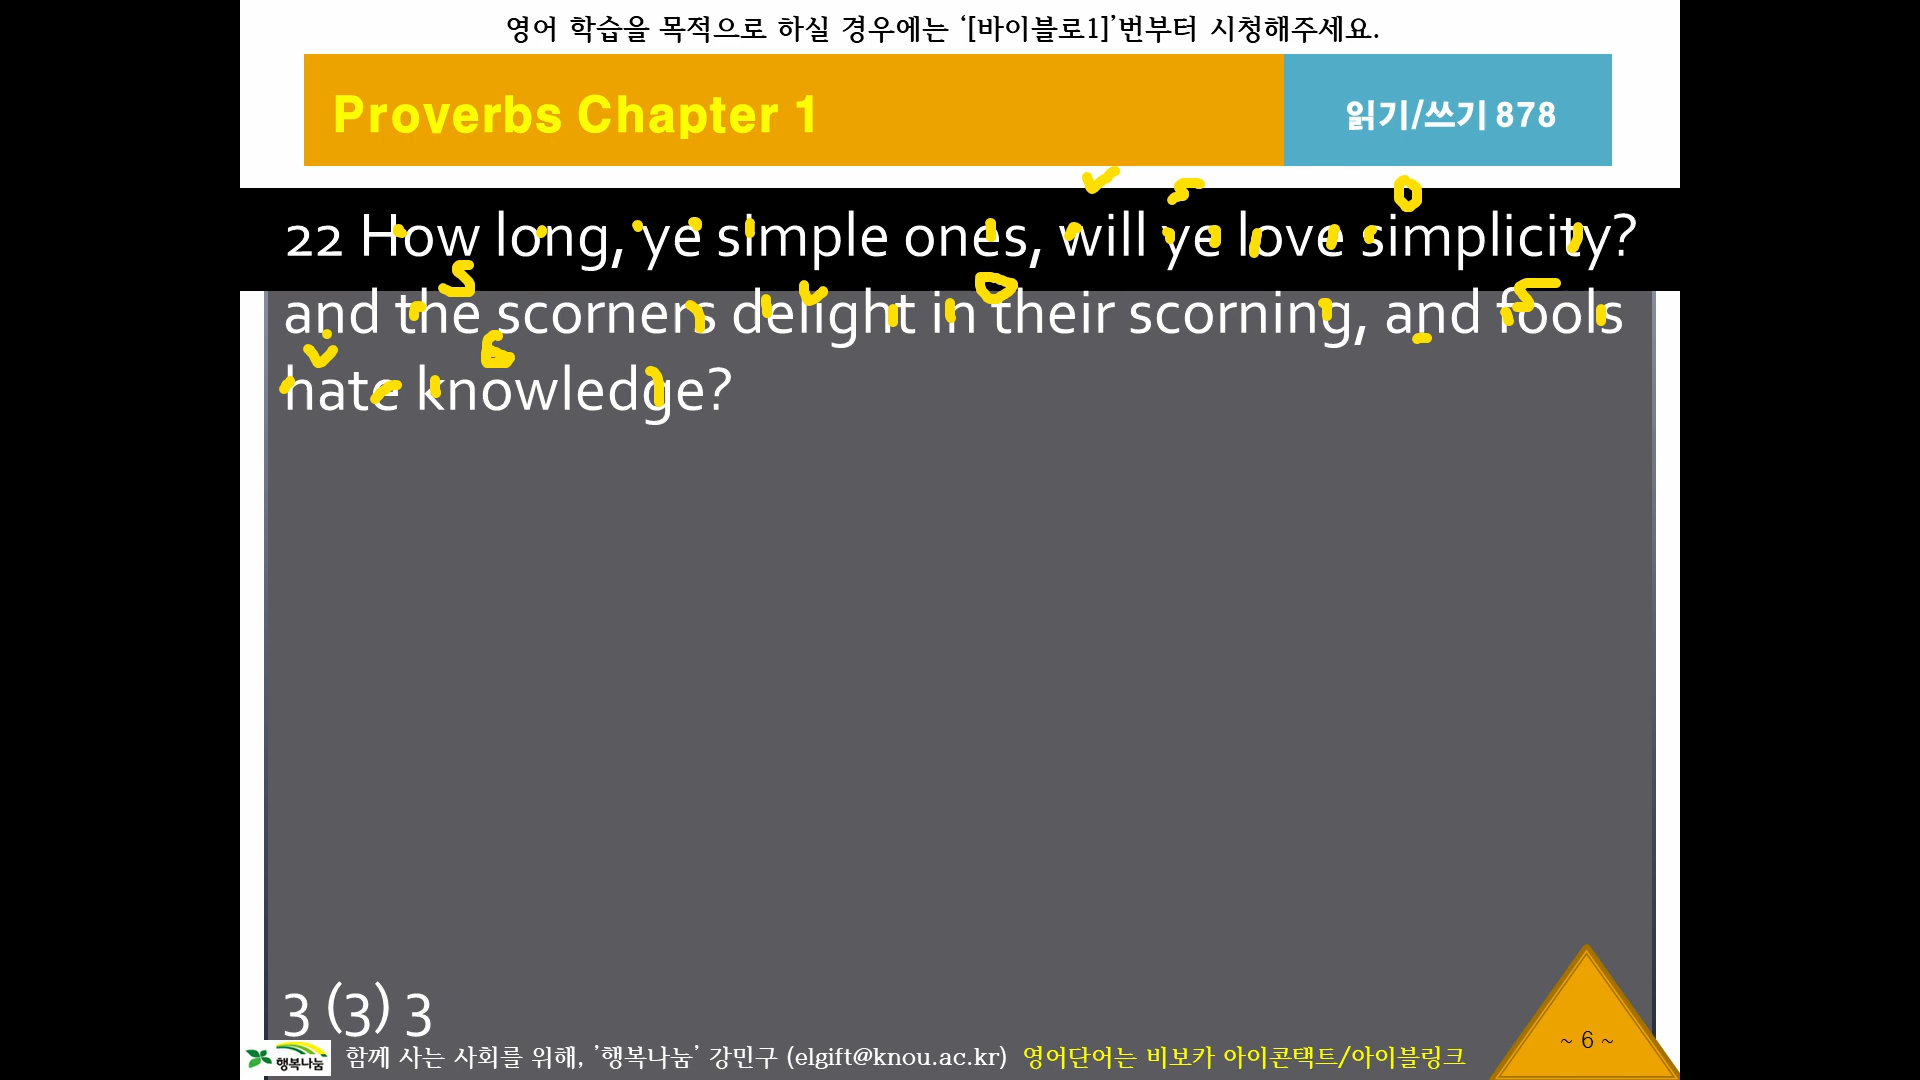 영어 학습을 목적으로 하실 경우에는 ‘[바이블로1]’번부터 시청해주세요.
Proverbs Chapter 1
읽기/쓰기 878
22 How long, ye simple ones, will ye love simplicity?
and the scorners delight in their scorning, and fools
hate knowledge?
3 (3) 3
~ 6 ~
행복나눔 함께 사는 사회를 위해, ’행복나눔’ 강민구 (elgift@knou.ac.kr) 영어단어는 비보카 아이콘택트/아이블링크